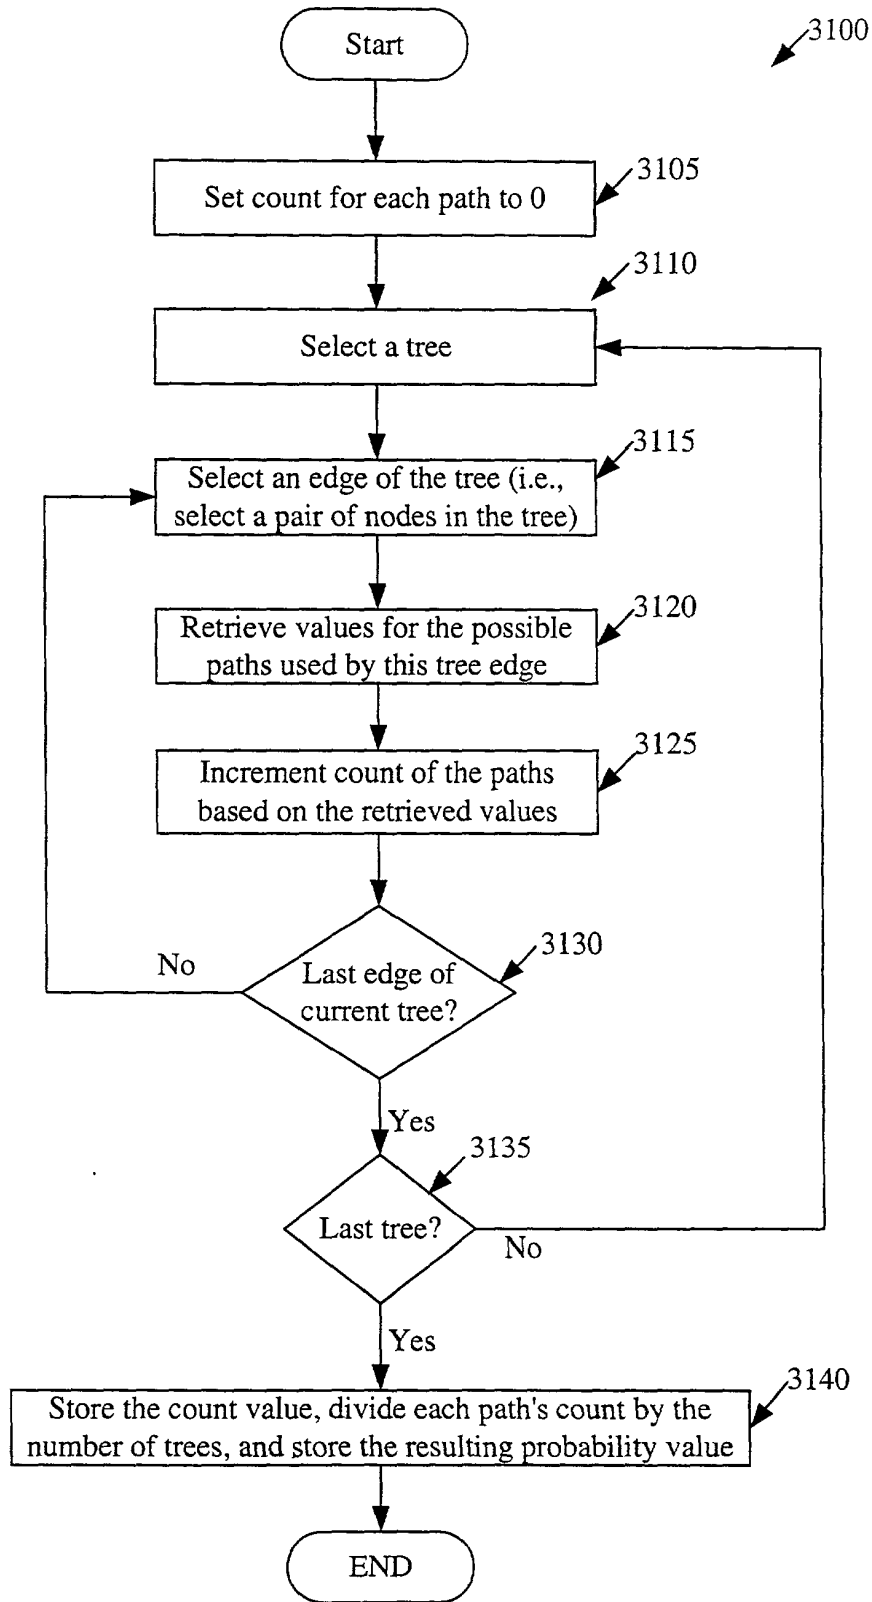 Start
3100
3105
Set count for each path to 0
3110
Select a tree
3115
Select an edge of the tree (i.e.,
select a pair of nodes in the tree)
3120
Retrieve values for the possible
paths used by this tree edge
3125
Increment count of the paths
based on the retrieved values
3130
No
Last edge of
current tree?
Yes
3135
Last tree?
No
Yes
3140
Store the count value, divide each path's count by the
number of trees, and store the resulting probability value
END